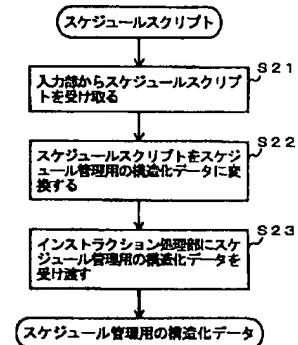 スケジュールスクリプト
S21
入力部からスケジュールスクリプ
トを受け取る
S22
スケジュールスクリプトをスケジ
ュール管理用の構造化データに変
換する
S23
インストラクション処理部にスケ
ジュール管理用の構造化データを
受け渡す
スケジュール管理用の構造化データ